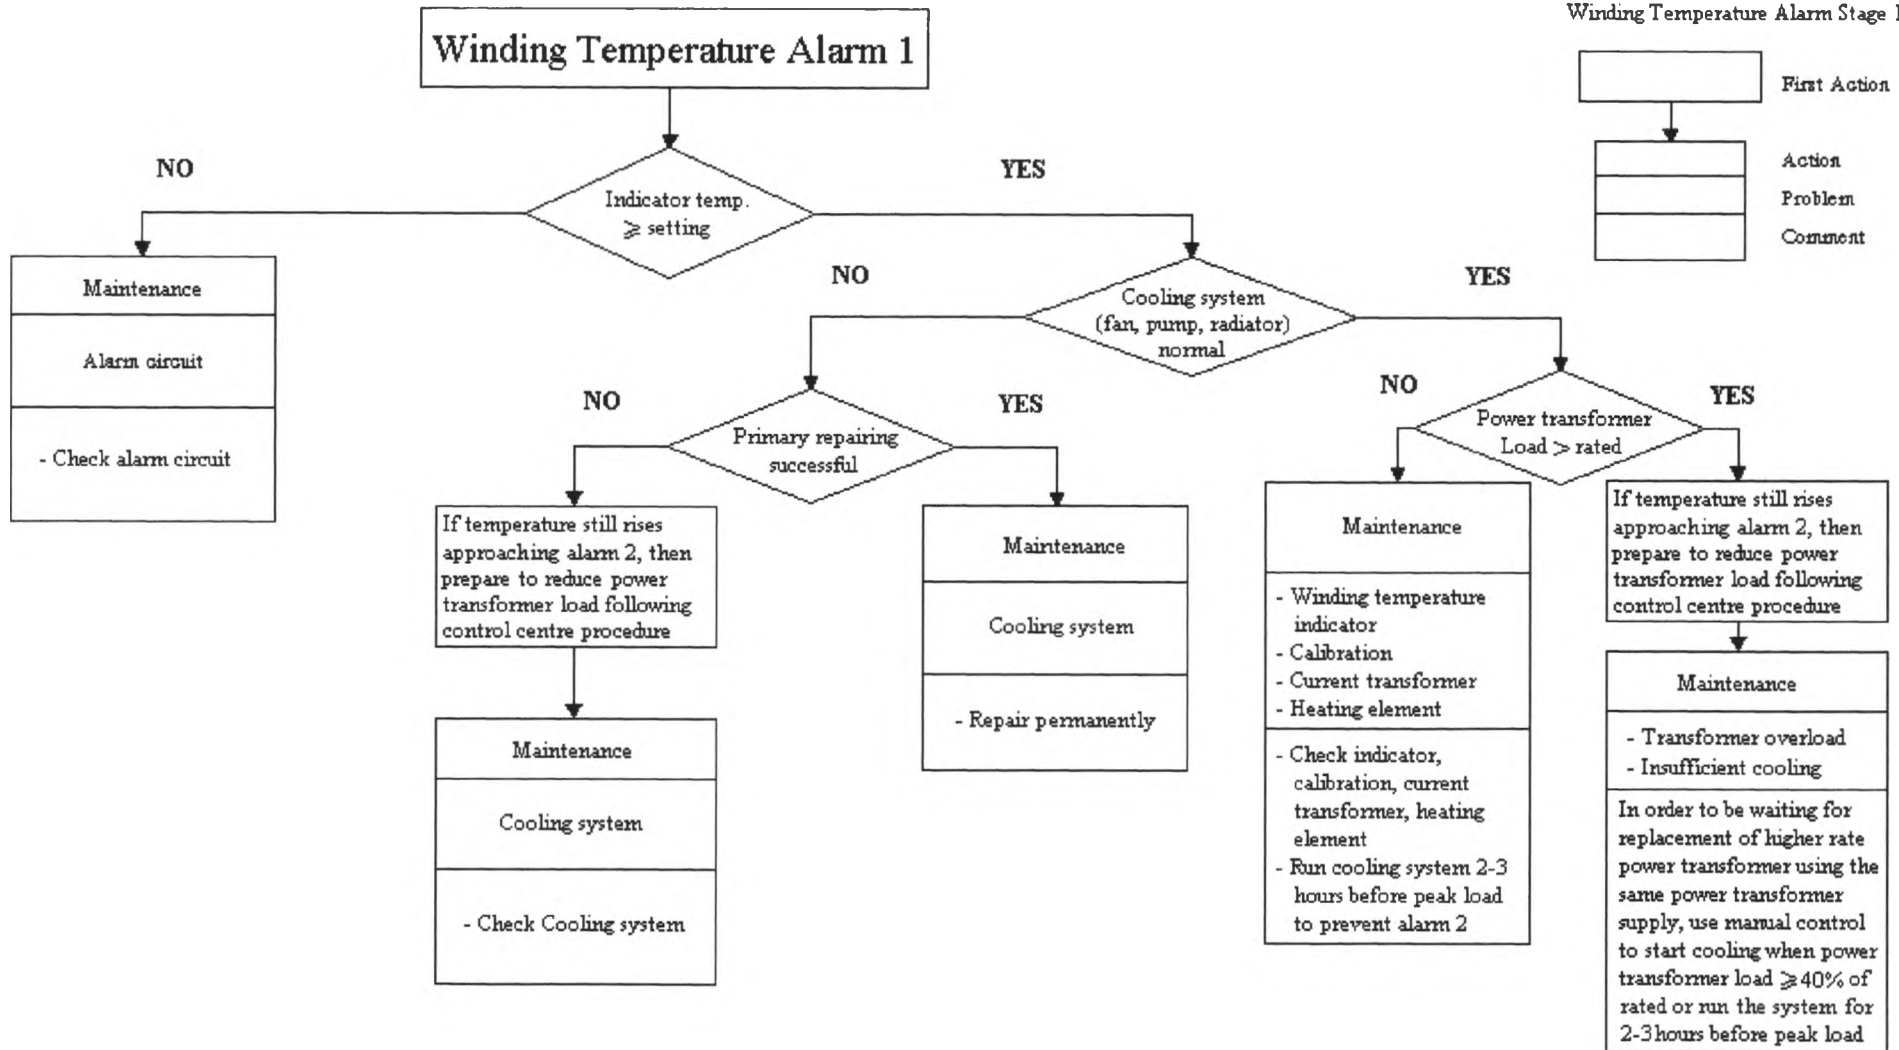 Winding Temperature Alarm Stage 1
Winding Temperature Alarm 1
First Action
Action
Problem
Comment
NO
YES
Indicator temp.
⩾ setting
Maintenance
Alarm circuit
- Check alarm circuit
NO
YES
Cooling system
(fan, pump, radiator)
normal
NO
YES
Primary repairing
successful
NO
YES
Power transformer
Load > rated
If temperature still rises
approaching alarm 2, then
prepare to reduce power
transformer load following
control centre procedure
Maintenance
Cooling system
- Check Cooling system
Maintenance
Cooling system
- Repair permanently
Maintenance
- Winding temperature
indicator
- Calibration
- Current transformer
- Heating element
- Check indicator,
calibration, current
transformer, heating
element
- Run cooling system 2-3
hours before peak load
to prevent alarm 2
If temperature still rises
approaching alarm 2, then
prepare to reduce power
transformer load following
control centre procedure
Maintenance
- Transformer overload
- Insufficient cooling
In order to be waiting for
replacement of higher rate
power transformer using the
same power transformer
supply, use manual control
to start cooling when power
transformer load ⩾40% of
rated or run the system for
2-3hours before peak load